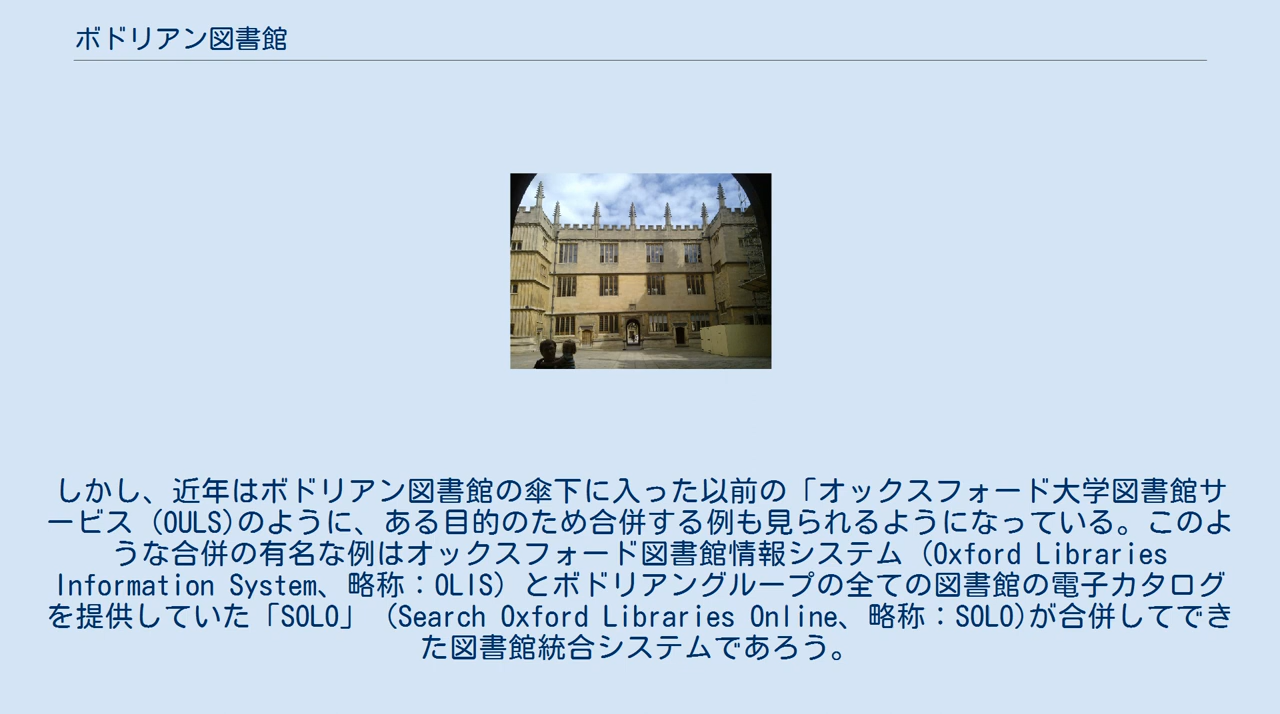 ボドリアン図書館
しかし、近年はボドリアン図書館の傘下に入った以前の「オックスフォード大学図書館サ
ービス (OULS)のように、ある目的のため合併する例も見られるようになっている。このよ
うな合併の有名な例はオックスフォード図書館情報システム（Oxford Libraries
Information System、略称：OLIS）とボドリアングループの全ての図書館の電子カタログ
を提供していた「SOLO」（Search Oxford Libraries Online、略称：SOLO)が合併してでき
た図書館統合システムであろう。